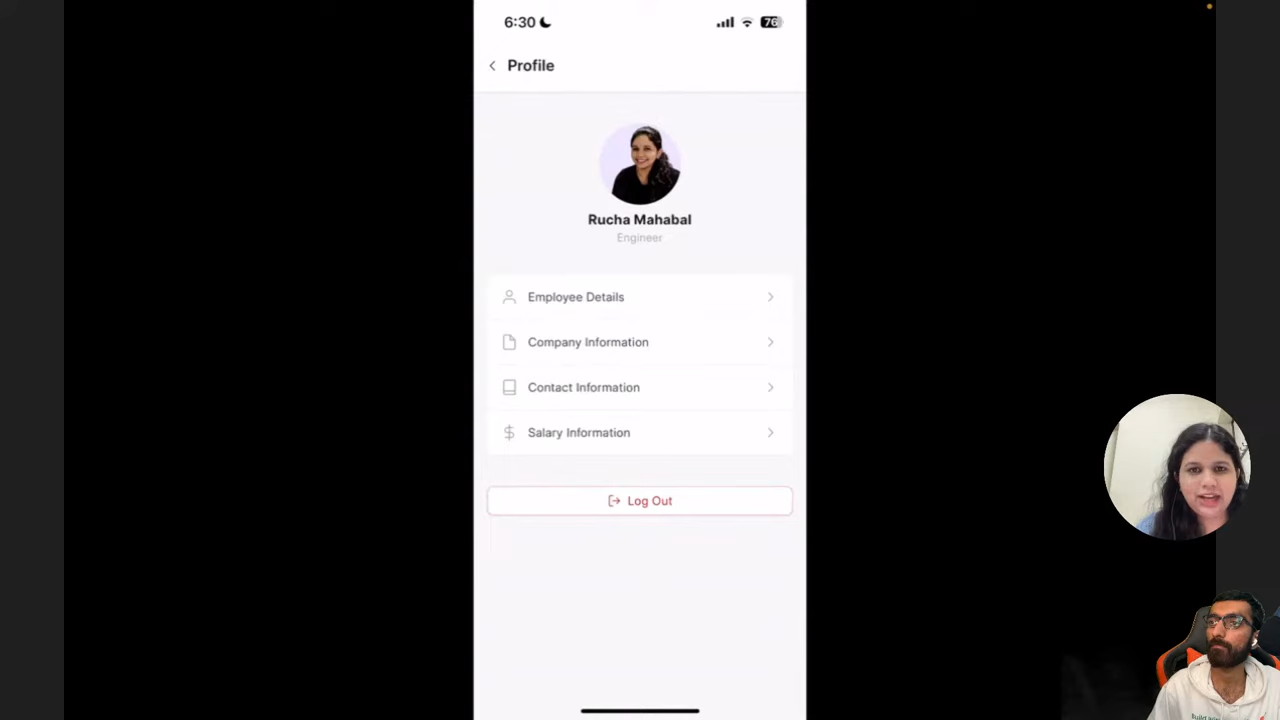 6:30
76
Profile
Rucha Mahabal
Engineer
Employee Details
Company Information
Contact Information
Salary Information
Log Out